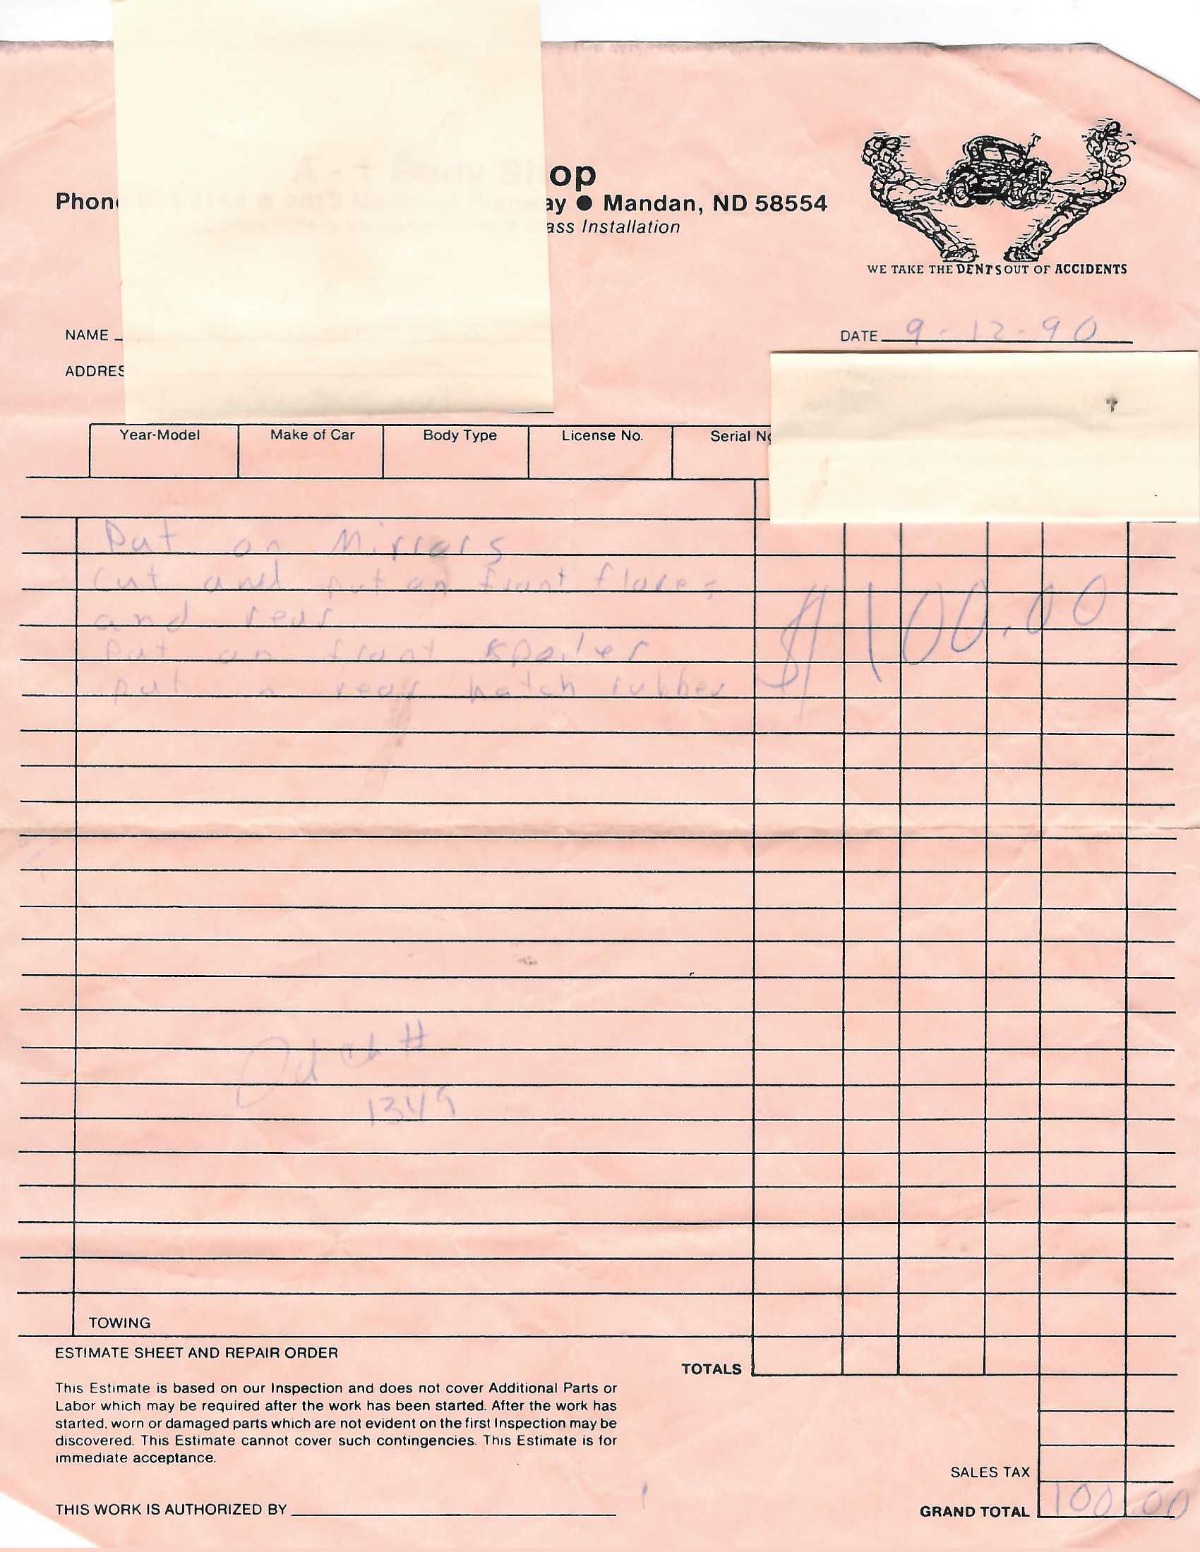 op
Phon ay ● Mandan, ND 58554
ass Installation
WE TAKE THE DENTS OUT OF ACCIDENTS
NAME
DATE 9-12-90
ADDRES
Year-Model Make of Car Body Type License No. Serial No
Put on Mirrors
Cut and put on front flares
and rear
Put on front spoiler
put n rear hatch rubber
$100.00
Pd Ck #
1349
TOWING
ESTIMATE SHEET AND REPAIR ORDER
TOTALS
This Estimate is based on our Inspection and does not cover Additional Parts or
Labor which may be required after the work has been started. After the work has
started, worn or damaged parts which are not evident on the first Inspection may be
discovered. This Estimate cannot cover such contingencies. This Estimate is for
immediate acceptance.
SALES TAX
THIS WORK IS AUTHORIZED BY
GRAND TOTAL 100.00